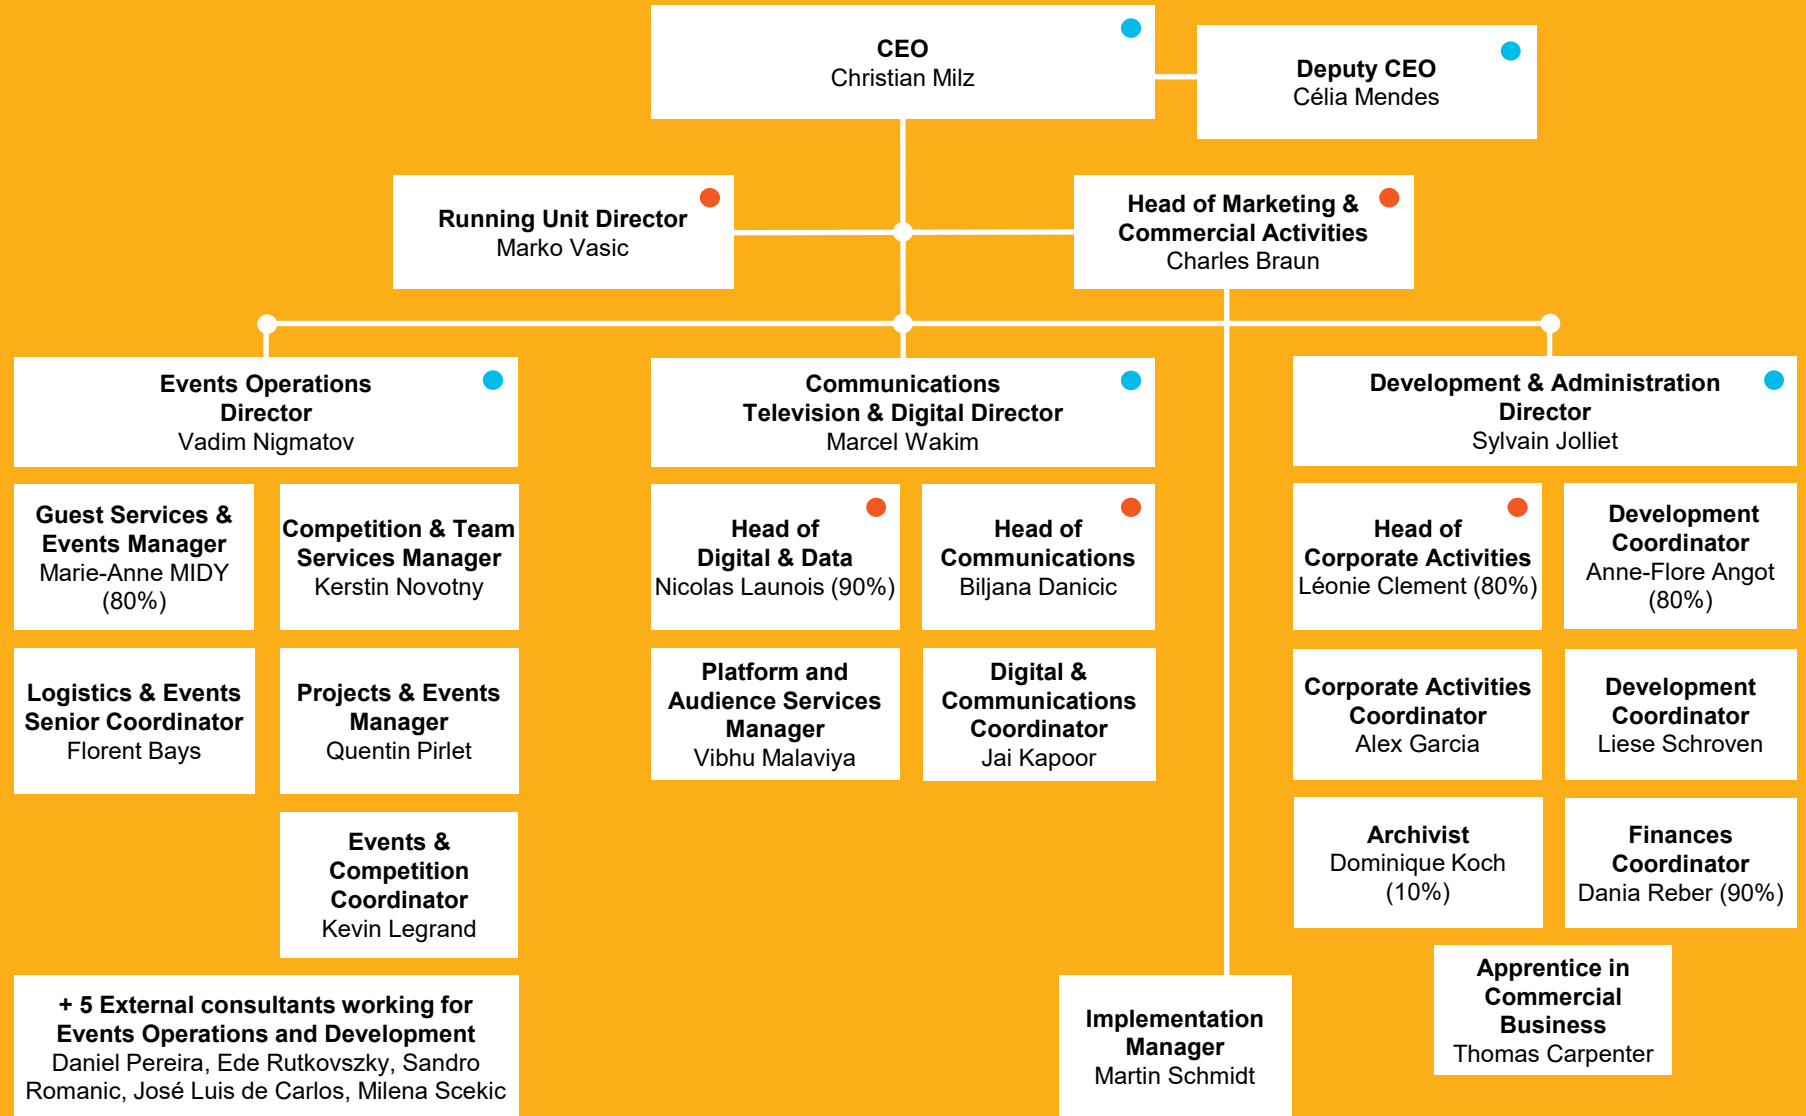 CEO
Christian Milz
Deputy CEO
Célia Mendes
Running Unit Director
Marko Vasic
Head of Marketing &
Commercial Activities
Charles Braun
Events Operations
Director
Vadim Nigmatov
Communications
Television & Digital Director
Marcel Wakim
Development & Administration
Director
Sylvain Jolliet
Guest Services &
Events Manager
Marie-Anne MIDY
(80%)
Competition & Team
Services Manager
Kerstin Novotny
Head of
Digital & Data
Nicolas Launois (90%)
Head of
Communications
Biljana Danicic
Head of
Corporate Activities
Léonie Clement (80%)
Development
Coordinator
Anne-Flore Angot
(80%)
Logistics & Events
Senior Coordinator
Florent Bays
Projects & Events
Manager
Quentin Pirlet
Platform and
Audience Services
Manager
Vibhu Malaviya
Digital &
Communications
Coordinator
Jai Kapoor
Corporate Activities
Coordinator
Alex Garcia
Development
Coordinator
Liese Schroven
Events &
Competition
Coordinator
Kevin Legrand
Archivist
Dominique Koch
(10%)
Finances
Coordinator
Dania Reber (90%)
+ 5 External consultants working for
Events Operations and Development
Daniel Pereira, Ede Rutkovszky, Sandro
Romanic, José Luis de Carlos, Milena Scekic
Implementation
Manager
Martin Schmidt
Apprentice in
Commercial
Business
Thomas Carpenter